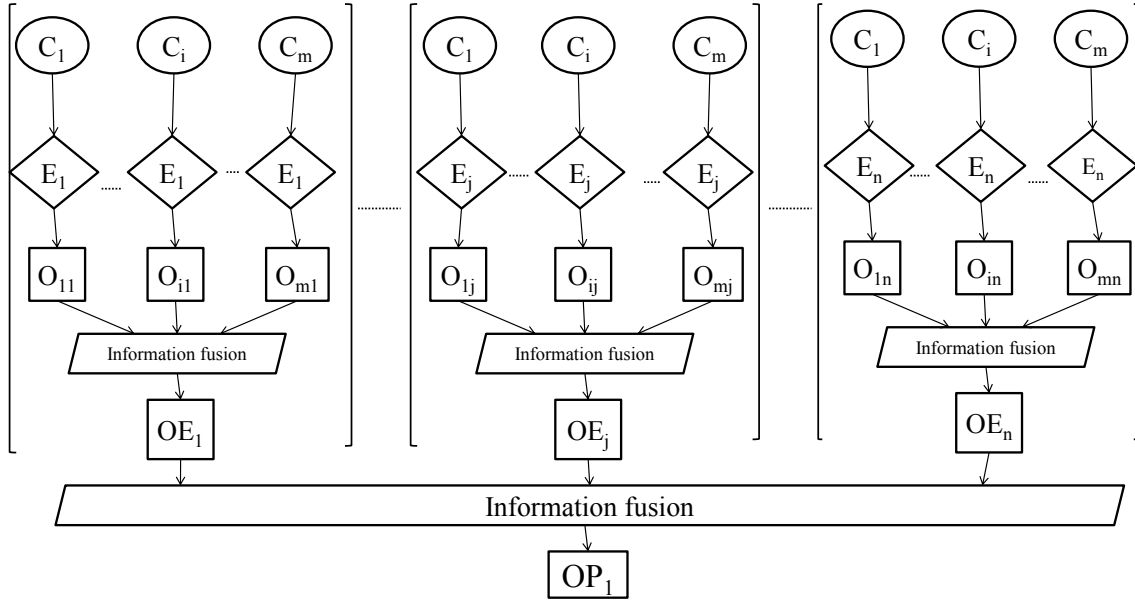 C1 Ci Cm C1 Ci Cm C1 Ci Cm
E1 ...... E1 .... E1 .......... Ej ...... Ej ..... Ej .......... En ...... En ..... En
O11 Oi1 Om1 O1j Oij Omj O1n Oin Omn
Information fusion Information fusion Information fusion
OE1 OEj OEn
Information fusion
OP1